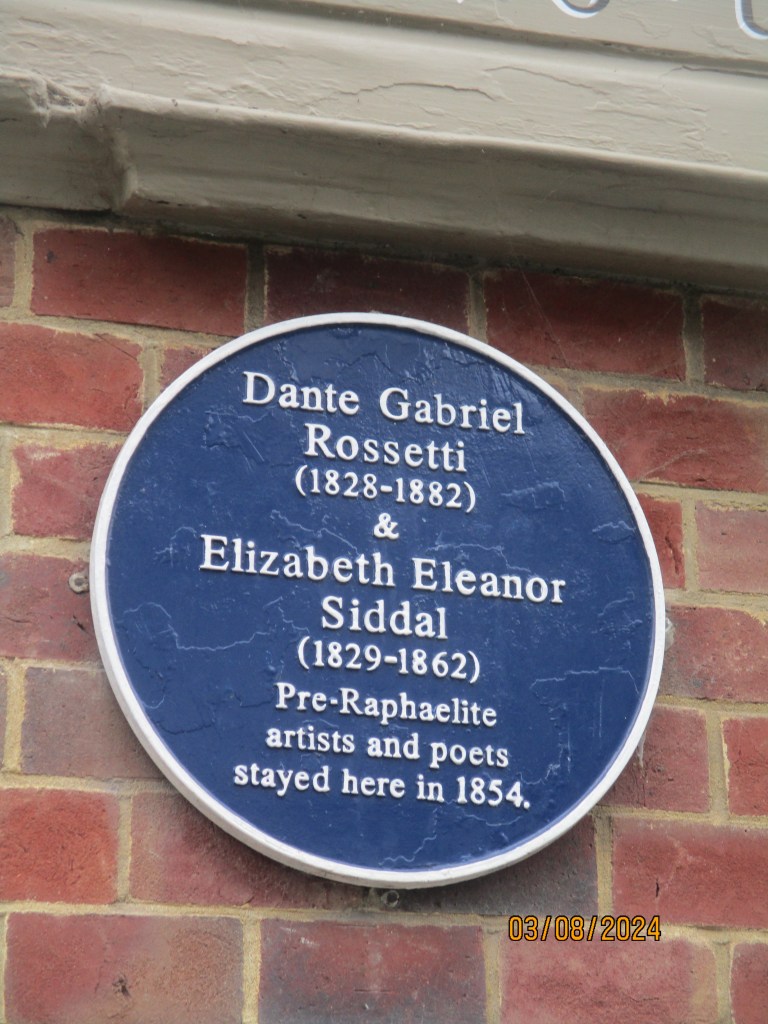 Dante Gabriel
Rossetti
(1828-1882)
&
Elizabeth Eleanor
Siddal
(1829-1862)
Pre-Raphaelite
artists and poets
stayed here in 1854.
03/08/2024